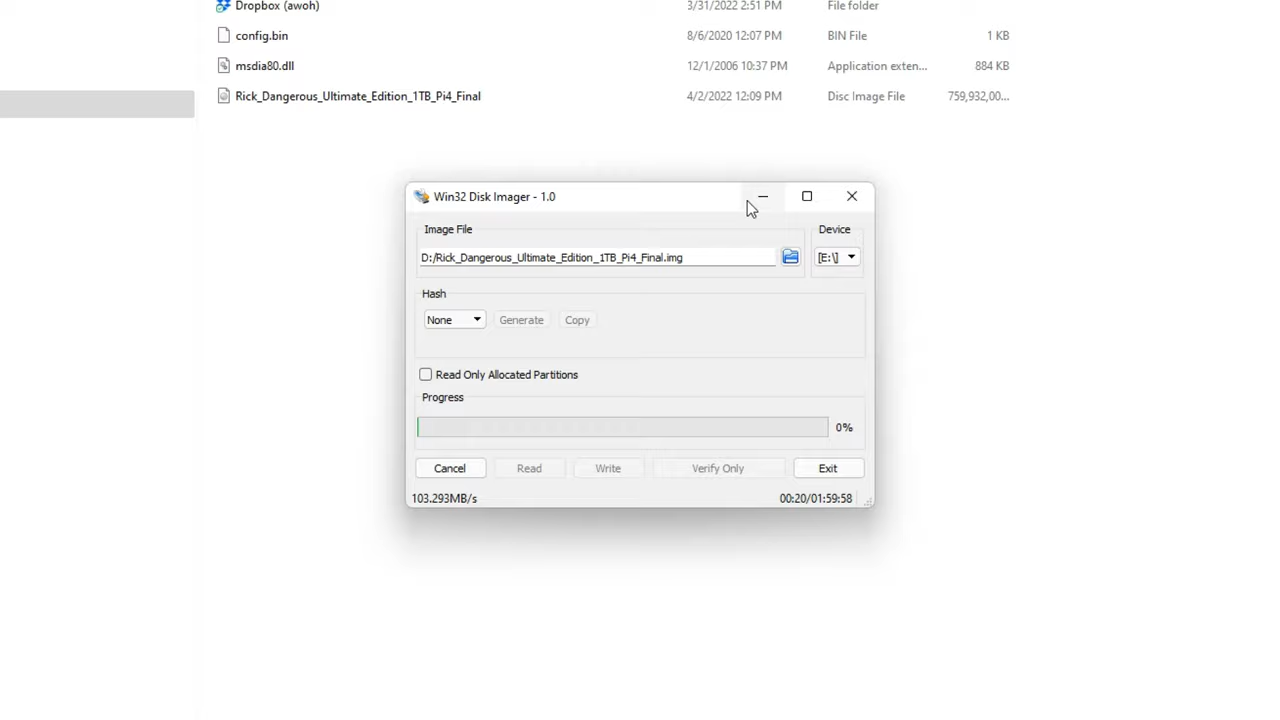 Dropbox (awoh) 3/31/2022 2:51 PM File folder
config.bin 8/6/2020 12:07 PM BIN File 1 KB
msdia80.dll 12/1/2006 10:37 PM Application exten... 884 KB
Rick_Dangerous_Ultimate_Edition_1TB_Pi4_Final 4/2/2022 12:09 PM Disc Image File 759,932,00...
Win32 Disk Imager - 1.0
Image File Device
D:/Rick_Dangerous_Ultimate_Edition_1TB_Pi4_Final.img [E:\]
Hash
None Generate Copy
Read Only Allocated Partitions
Progress
0%
Cancel Read Write Verify Only Exit
103.293MB/s 00:20/01:59:58